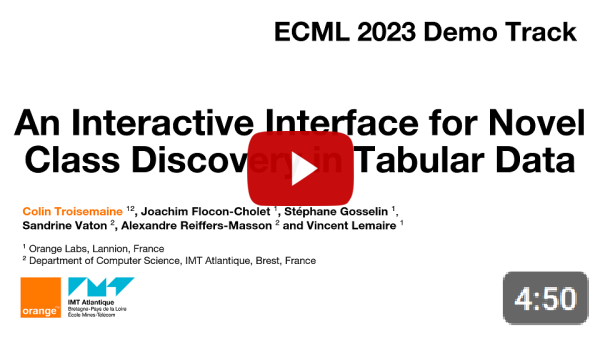 ECML 2023 Demo Track
An Interactive Interface for Novel
Class Discovery in Tabular Data
Colin Troisemaine ¹², Joachim Flocon-Cholet ¹, Stéphane Gosselin ¹,
Sandrine Vaton ², Alexandre Reiffers-Masson ² and Vincent Lemaire ¹
¹ Orange Labs, Lannion, France
² Department of Computer Science, IMT Atlantique, Brest, France
orange™
IMT Atlantique
Bretagne-Pays de la Loire
École Mines-Télécom
4:50